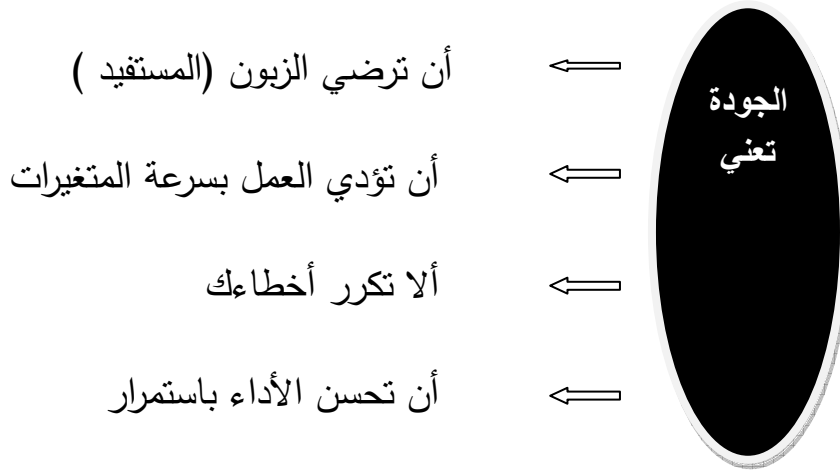 الجودة
تعني
أن ترضي الزبون (المستفيد )
أن تؤدي العمل بسرعة المتغيرات
ألا تكرر أخطاءك
أن تحسن الأداء باستمرار